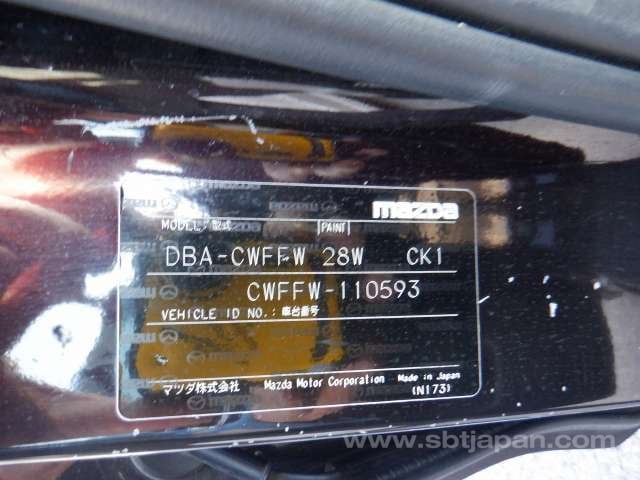 mazda
MODEL: 型式 PAINT
DBA-CWFFW 28W CK1
CWFFW-110593
VEHICLE ID NO.: 車台番号
マツダ株式会社 Mazda Motor Corporation Made in Japan
(N173)
www.sbtjapan.com